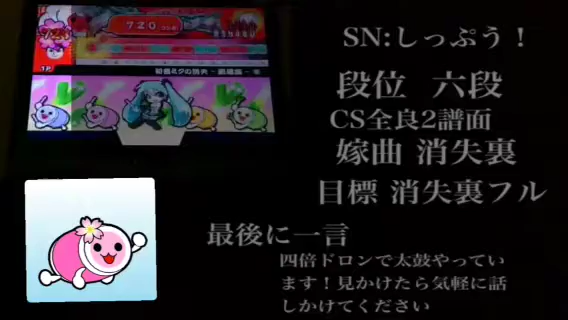 SN:しっぷう！
段位 六段
CS全良2譜面
嫁曲 消失裏
目標 消失裏フル
最後に一言
四倍ドロンで太鼓やってい
ます！見かけたら気軽に話
しかけてください
720
初音ミクの消失
1P